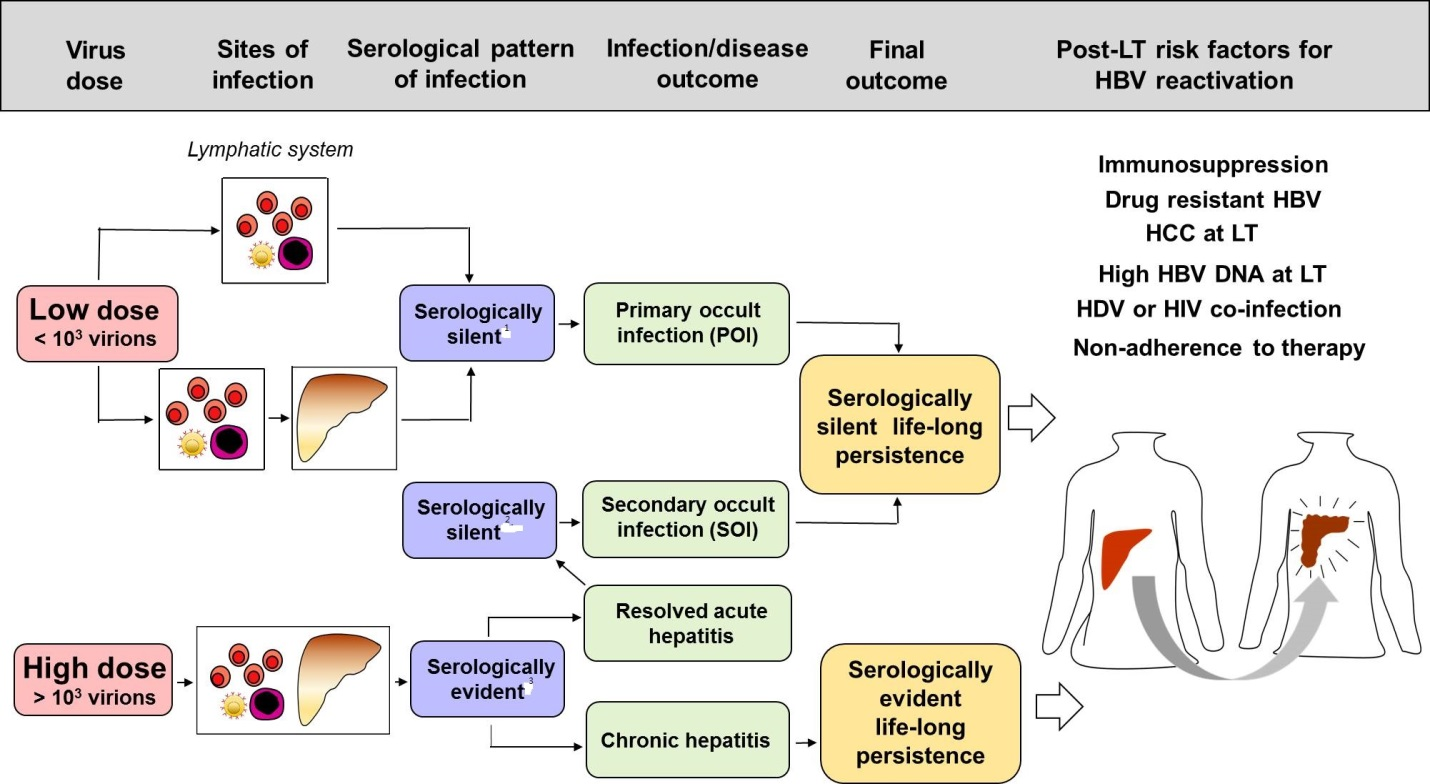 Virus
dose
Sites of
infection
Serological pattern
of infection
Infection/disease
outcome
Final
outcome
Post-LT risk factors for
HBV reactivation
Lymphatic system
Low dose
< 10³ virions
Serologically
silent¹
Primary occult
infection (POI)
Serologically
silent life-long
persistence
Immunosuppression
Drug resistant HBV
HCC at LT
High HBV DNA at LT
HDV or HIV co-infection
Non-adherence to therapy
Serologically
silent²
Secondary occult
infection (SOI)
Resolved acute
hepatitis
High dose
> 10³ virions
Serologically
evident³
Chronic hepatitis
Serologically
evident
life-long
persistence